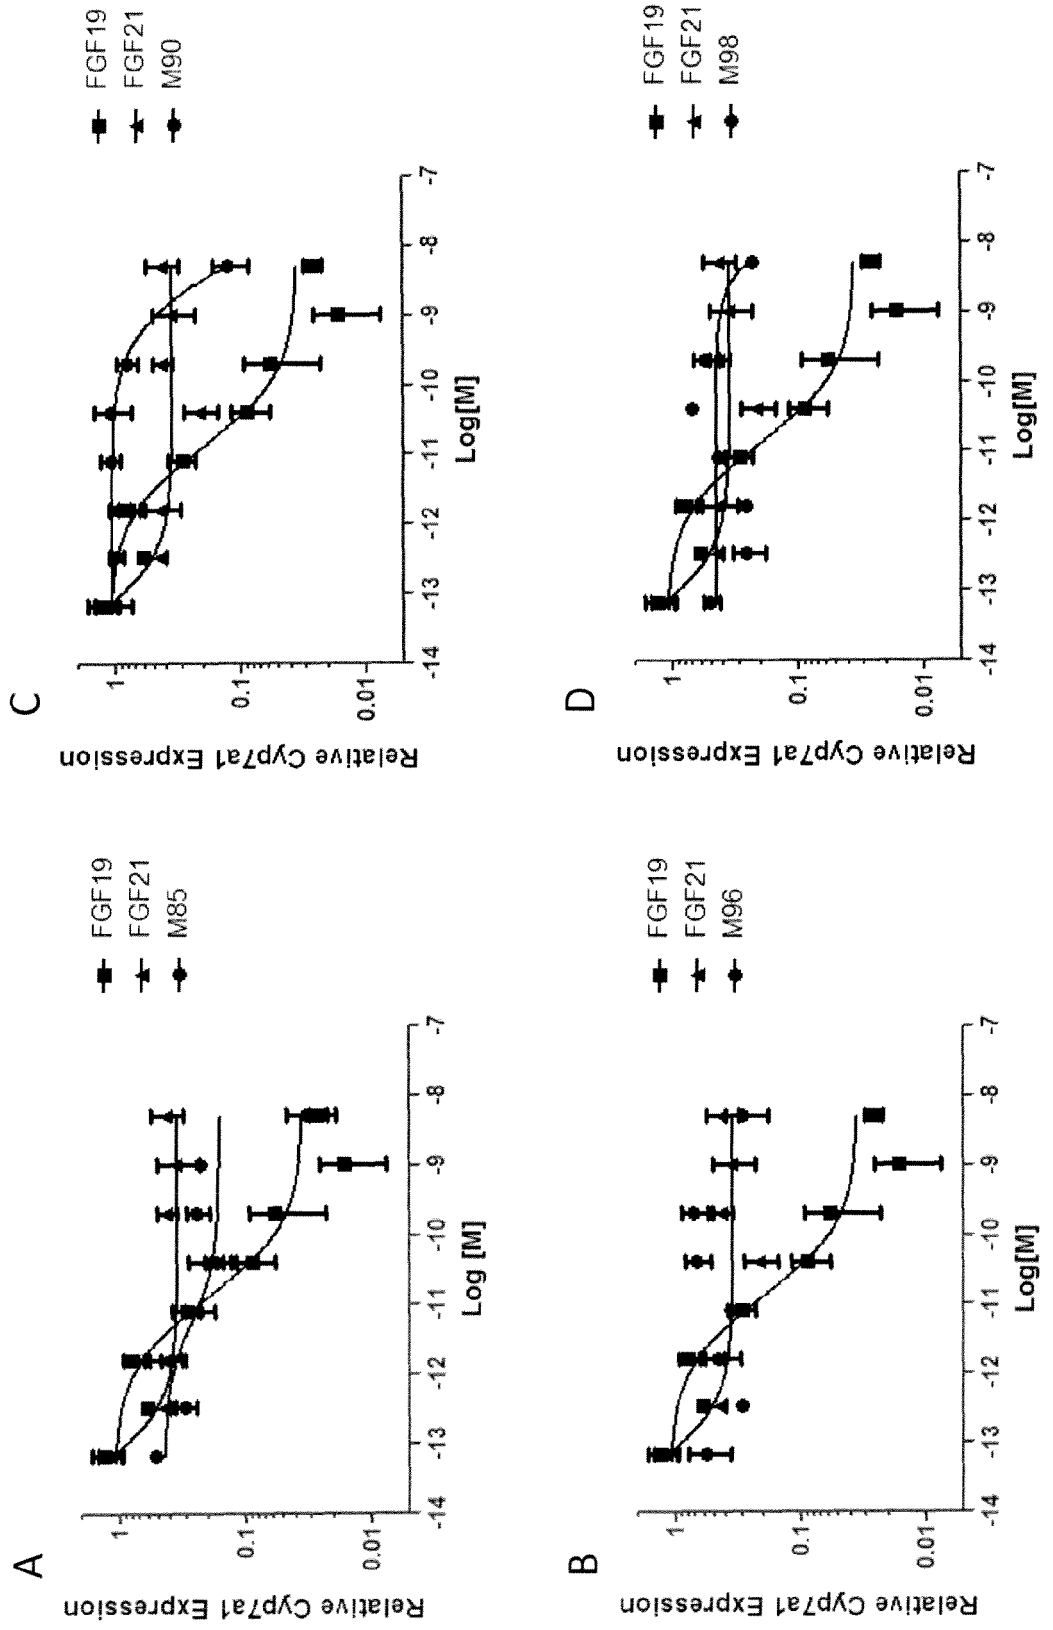 A
FGF19
FGF21
M85
Relative Cyp7a1 Expression
1
0.1
0.01
-14
-13
-12
-11
-10
-9
-8
-7
Log [M]
B
FGF19
FGF21
M96
Relative Cyp7a1 Expression
1
0.1
0.01
-14
-13
-12
-11
-10
-9
-8
-7
Log[M]
C
FGF19
FGF21
M90
Relative Cyp7a1 Expression
1
0.1
0.01
-14
-13
-12
-11
-10
-9
-8
-7
Log[M]
D
FGF19
FGF21
M98
Relative Cyp7a1 Expression
1
0.1
0.01
-14
-13
-12
-11
-10
-9
-8
-7
Log[M]